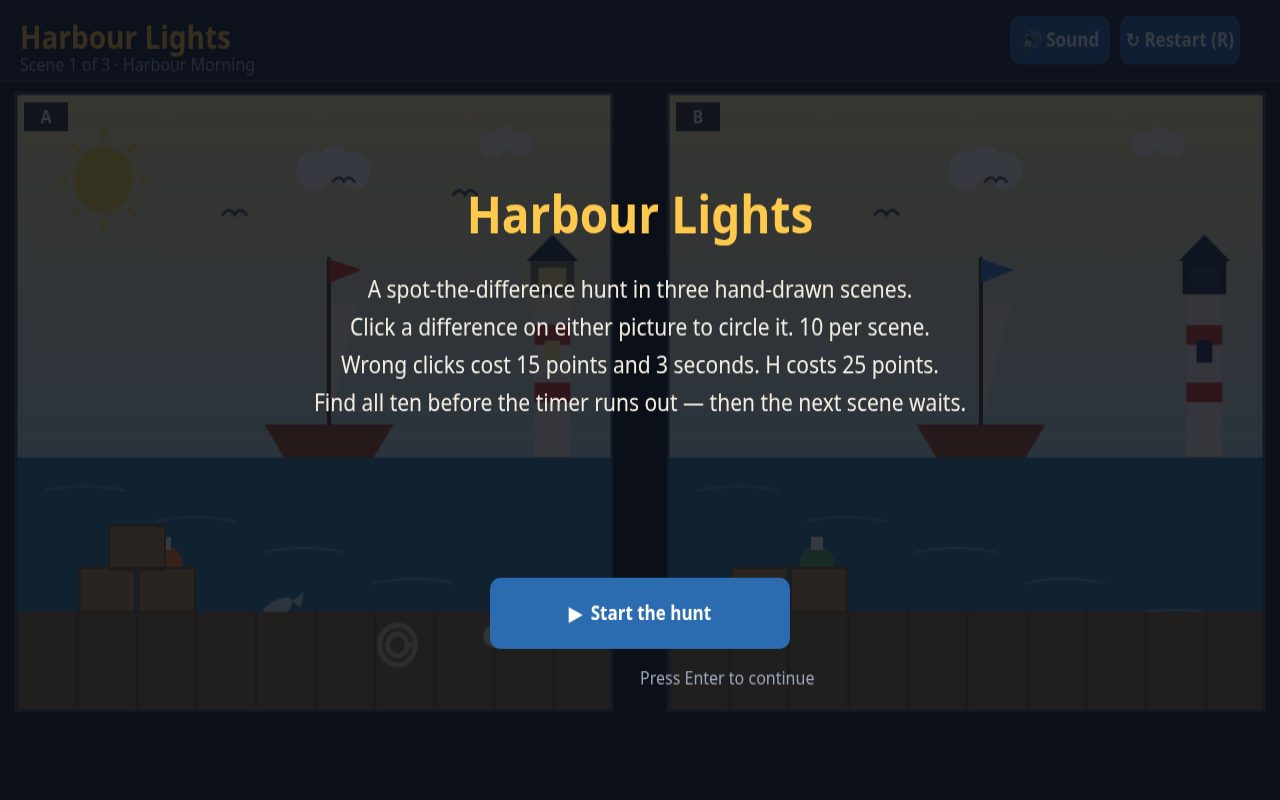 Harbour Lights
Scene 1 of 3 · Harbour Morning
🔊 Sound
↻ Restart (R)
A
B
Harbour Lights
A spot-the-difference hunt in three hand-drawn scenes.
Click a difference on either picture to circle it. 10 per scene.
Wrong clicks cost 15 points and 3 seconds. H costs 25 points.
Find all ten before the timer runs out — then the next scene waits.
▶ Start the hunt
Press Enter to continue